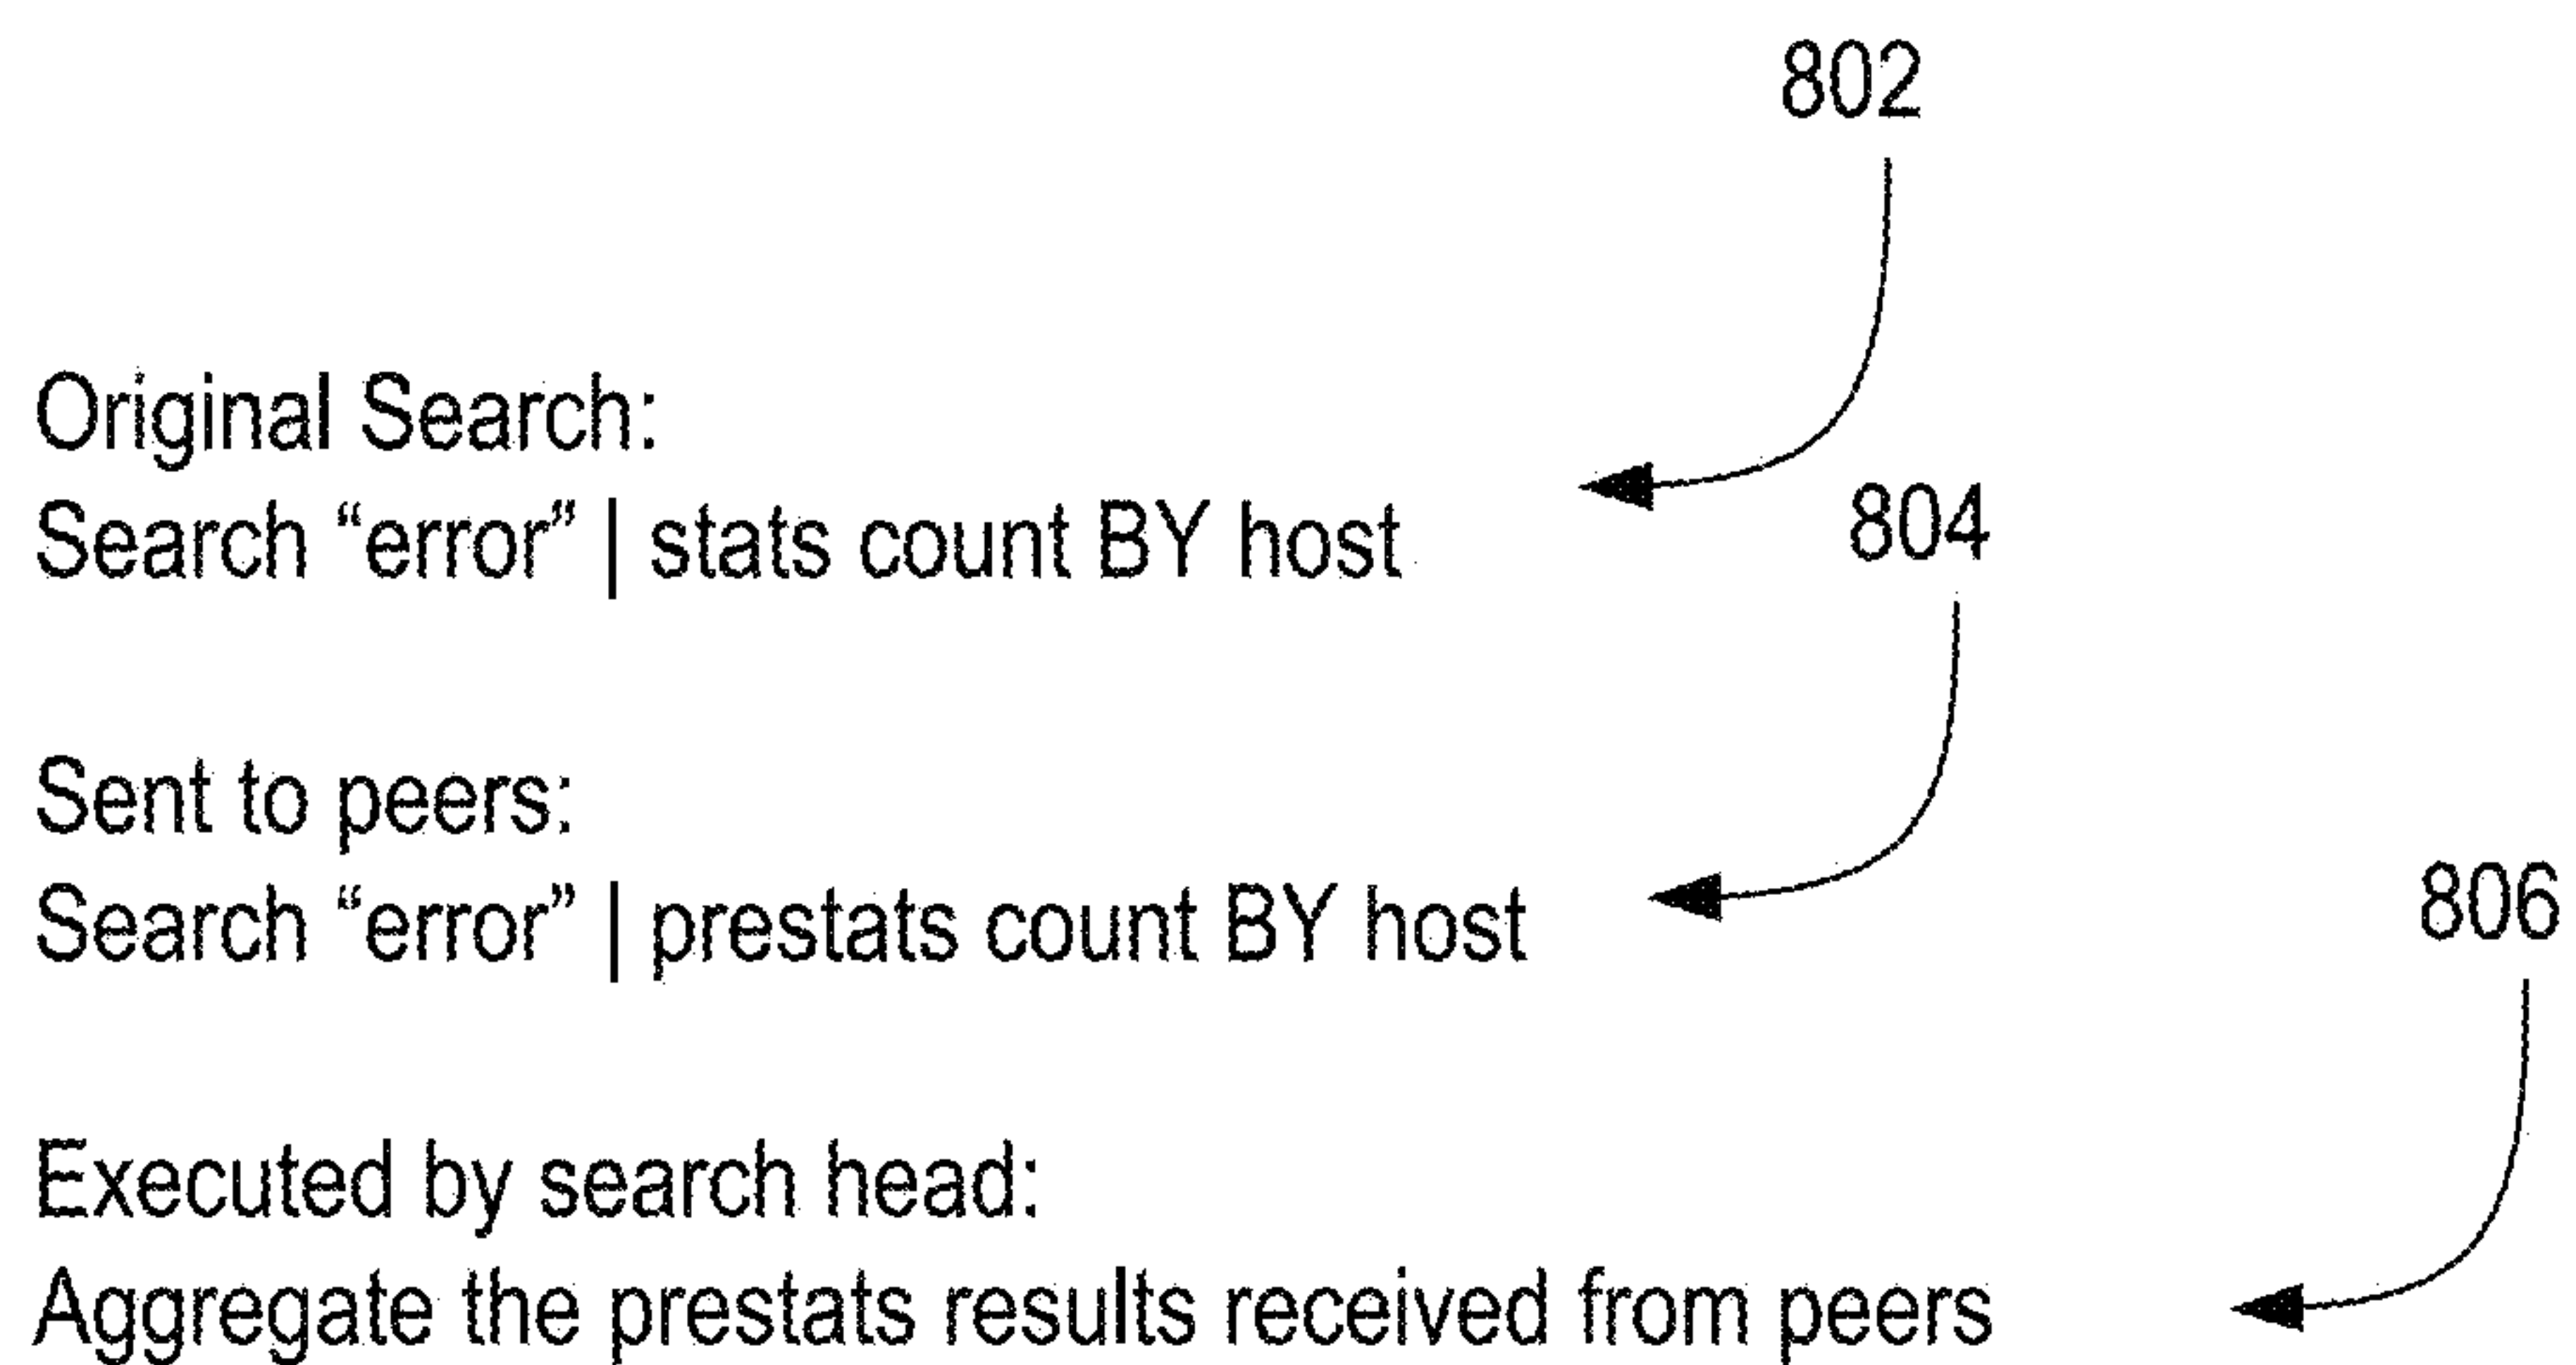 802
Original Search:
Search “error” | stats count BY host
804
Sent to peers:
Search “error” | prestats count BY host
806
Executed by search head:
Aggregate the prestats results received from peers